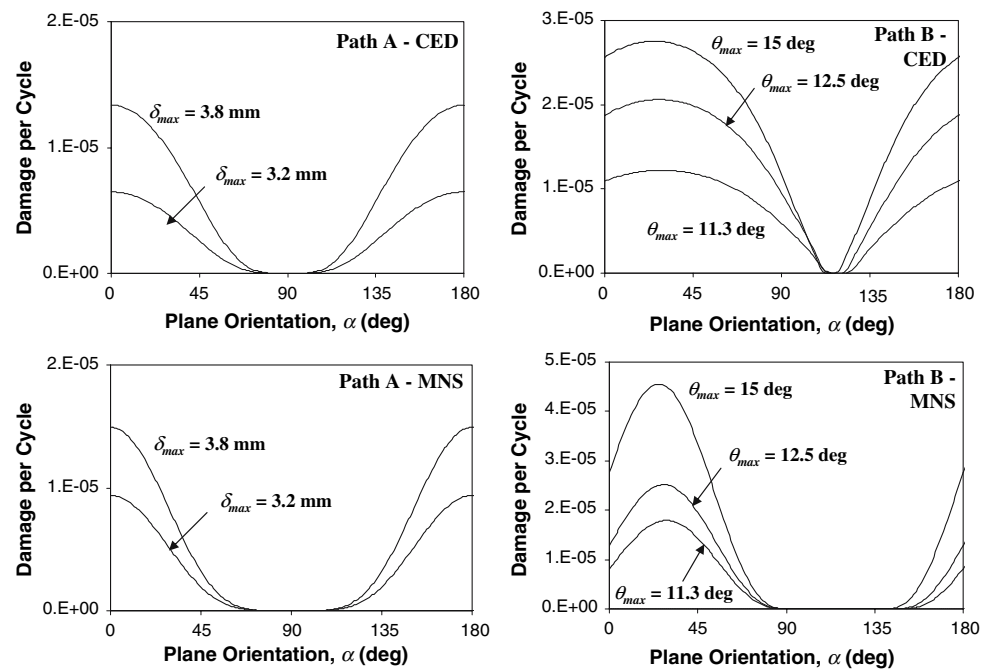 2.E-05
1.E-05
0.E+00
Damage per Cycle
Path A - CED
δmax = 3.8 mm
δmax = 3.2 mm
0 45 90 135 180
Plane Orientation, α (deg)
3.E-05
2.E-05
1.E-05
0.E+00
Damage per Cycle
Path B -
CED
θmax = 15 deg
θmax = 12.5 deg
θmax = 11.3 deg
0 45 90 135 180
Plane Orientation, α (deg)
2.E-05
1.E-05
0.E+00
Damage per Cycle
Path A - MNS
δmax = 3.8 mm
δmax = 3.2 mm
0 45 90 135 180
Plane Orientation, α (deg)
5.E-05
4.E-05
3.E-05
2.E-05
1.E-05
0.E+00
Damage per Cycle
Path B -
MNS
θmax = 15 deg
θmax = 12.5 deg
θmax = 11.3 deg
0 45 90 135 180
Plane Orientation, α (deg)